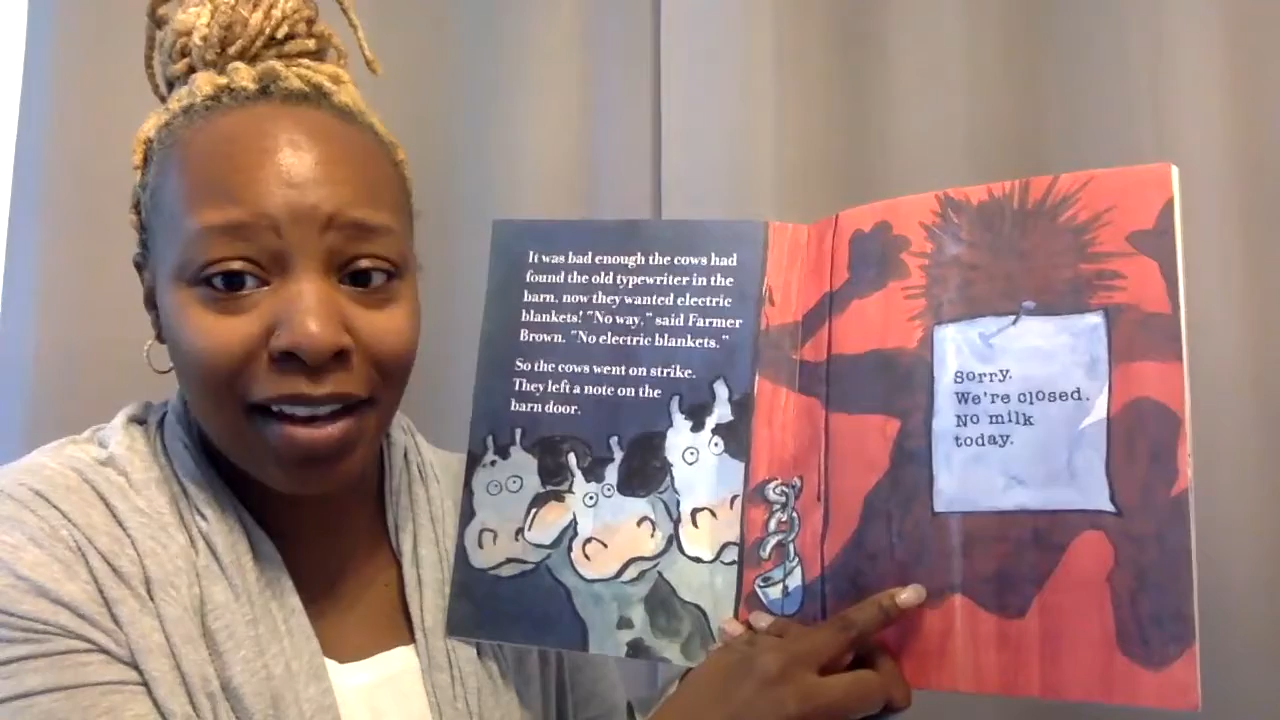 It was bad enough the cows had
found the old typewriter in the
barn, now they wanted electric
blankets! "No way," said Farmer
Brown. "No electric blankets."
So the cows went on strike.
They left a note on the
barn door.
Sorry.
We're closed.
No milk
today.